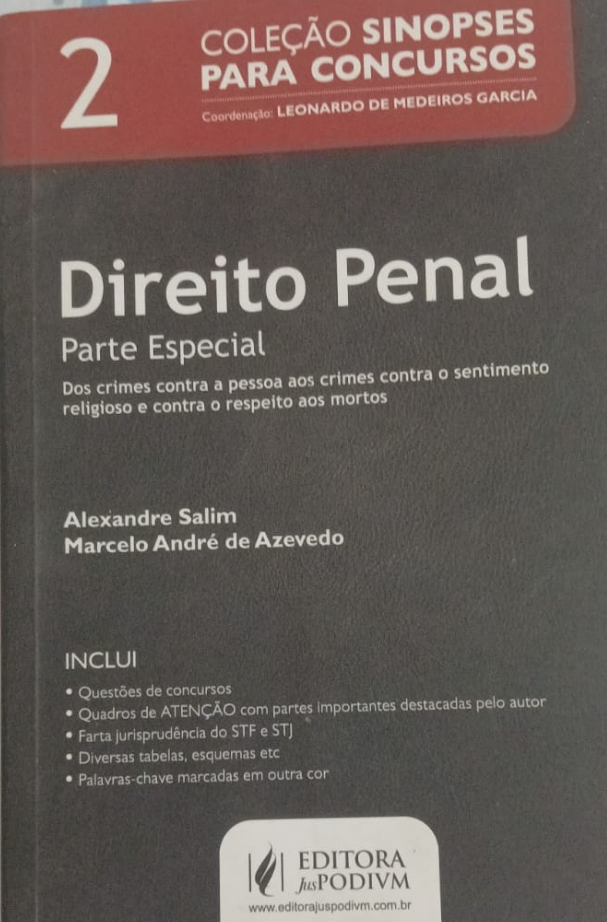 2
COLEÇÃO SINOPSES
PARA CONCURSOS
Coordenação: LEONARDO DE MEDEIROS GARCIA
Direito Penal
Parte Especial
Dos crimes contra a pessoa aos crimes contra o sentimento
religioso e contra o respeito aos mortos
Alexandre Salim
Marcelo André de Azevedo
INCLUI
• Questões de concursos
• Quadros de ATENÇÃO com partes importantes destacadas pelo autor
• Farta jurisprudência do STF e STJ
• Diversas tabelas, esquemas etc
• Palavras-chave marcadas em outra cor
EDITORA
JusPODIVM
www.editorajuspodivm.com.br